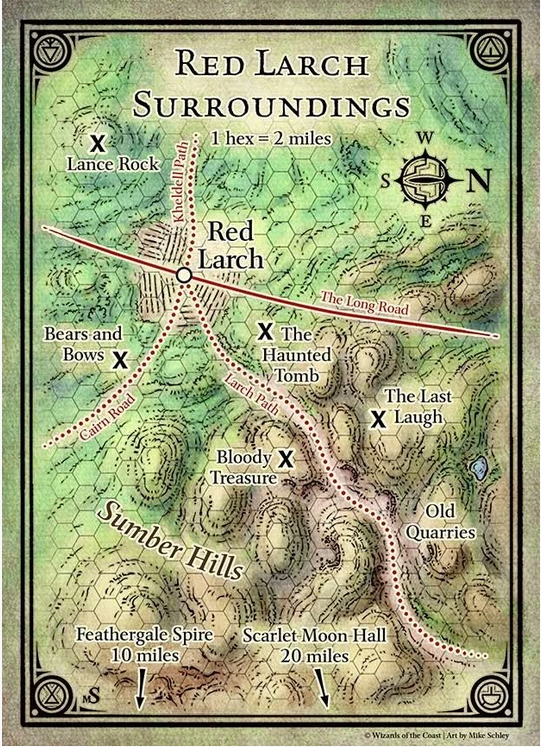 Red Larch
Surroundings
1 hex = 2 miles
X
Lance Rock
Kheldell Path
W
S
N
E
Red
Larch
The Long Road
Bears and
Bows X
X The
Haunted
Tomb
Larch Path
Cairn Road
The Last
X Laugh
Bloody X
Treasure
Old
Quarries
Sumber Hills
Feathergale Spire
10 miles
Scarlet Moon Hall
20 miles
MS
© Wizards of the Coast | Art by Mike Schley